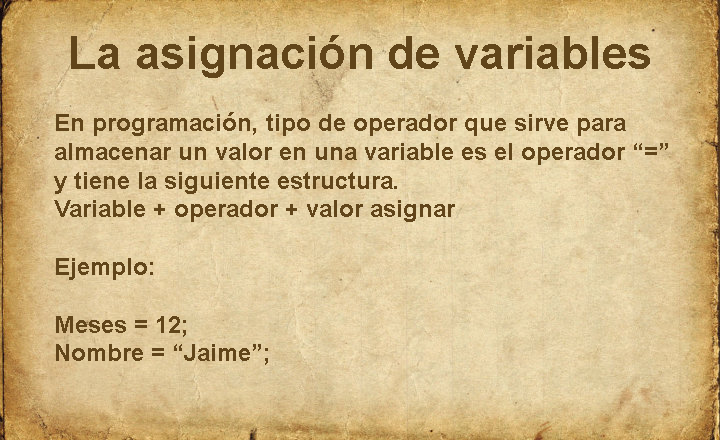 La asignación de variables
En programación, tipo de operador que sirve para
almacenar un valor en una variable es el operador “=”
y tiene la siguiente estructura.
Variable + operador + valor asignar
Ejemplo:
Meses = 12;
Nombre = “Jaime”;